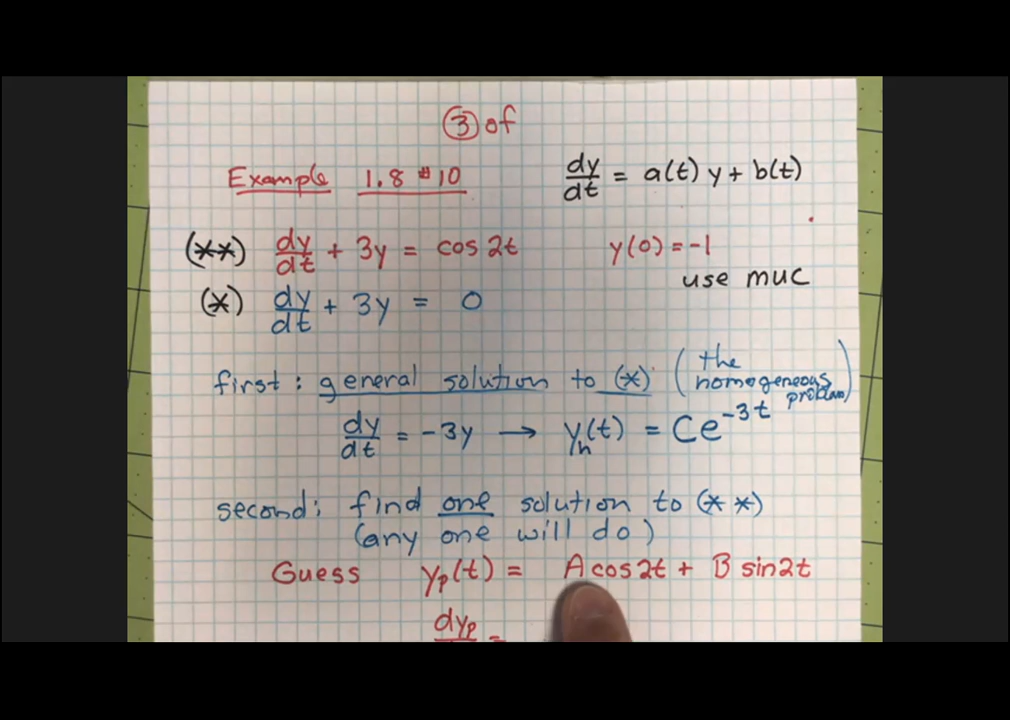 ③ of
Example 1.8 #10
dy/dt = a(t) y + b(t)
(**) dy/dt + 3y = cos 2t y(0) = -1
use muc
(*) dy/dt + 3y = 0
first: general solution to (*) (the homogeneous problem)
dy/dt = -3y → y_h(t) = Ce^{-3t}
second: find one solution to (**)
(any one will do)
Guess y_p(t) = A cos 2t + B sin 2t
dy_p =